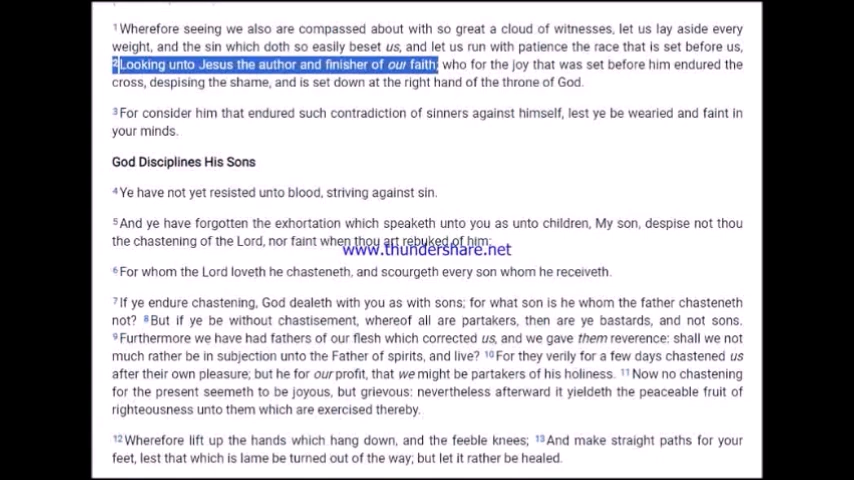 1Wherefore seeing we also are compassed about with so great a cloud of witnesses, let us lay aside every
weight, and the sin which doth so easily beset us, and let us run with patience the race that is set before us,
2Looking unto Jesus the author and finisher of our faith; who for the joy that was set before him endured the
cross, despising the shame, and is set down at the right hand of the throne of God.
3For consider him that endured such contradiction of sinners against himself, lest ye be wearied and faint in
your minds.
God Disciplines His Sons
4Ye have not yet resisted unto blood, striving against sin.
5And ye have forgotten the exhortation which speaketh unto you as unto children, My son, despise not thou
the chastening of the Lord, nor faint when thou art rebuked of him:
www.thundershare.net
6For whom the Lord loveth he chasteneth, and scourgeth every son whom he receiveth.
7If ye endure chastening, God dealeth with you as with sons; for what son is he whom the father chasteneth
not? 8But if ye be without chastisement, whereof all are partakers, then are ye bastards, and not sons.
9Furthermore we have had fathers of our flesh which corrected us, and we gave them reverence: shall we not
much rather be in subjection unto the Father of spirits, and live? 10For they verily for a few days chastened us
after their own pleasure; but he for our profit, that we might be partakers of his holiness. 11Now no chastening
for the present seemeth to be joyous, but grievous: nevertheless afterward it yieldeth the peaceable fruit of
righteousness unto them which are exercised thereby.
12Wherefore lift up the hands which hang down, and the feeble knees; 13And make straight paths for your
feet, lest that which is lame be turned out of the way; but let it rather be healed.